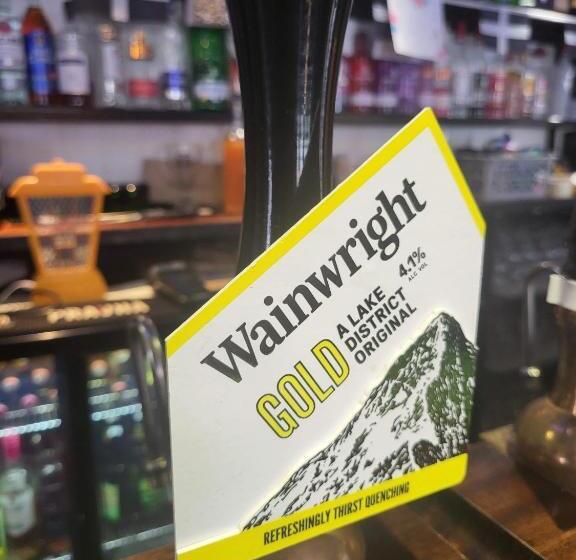 Wainwright
4.1%
ALC VOL
GOLD
A LAKE
DISTRICT
ORIGINAL
REFRESHINGLY THIRST QUENCHING
PRAVHA